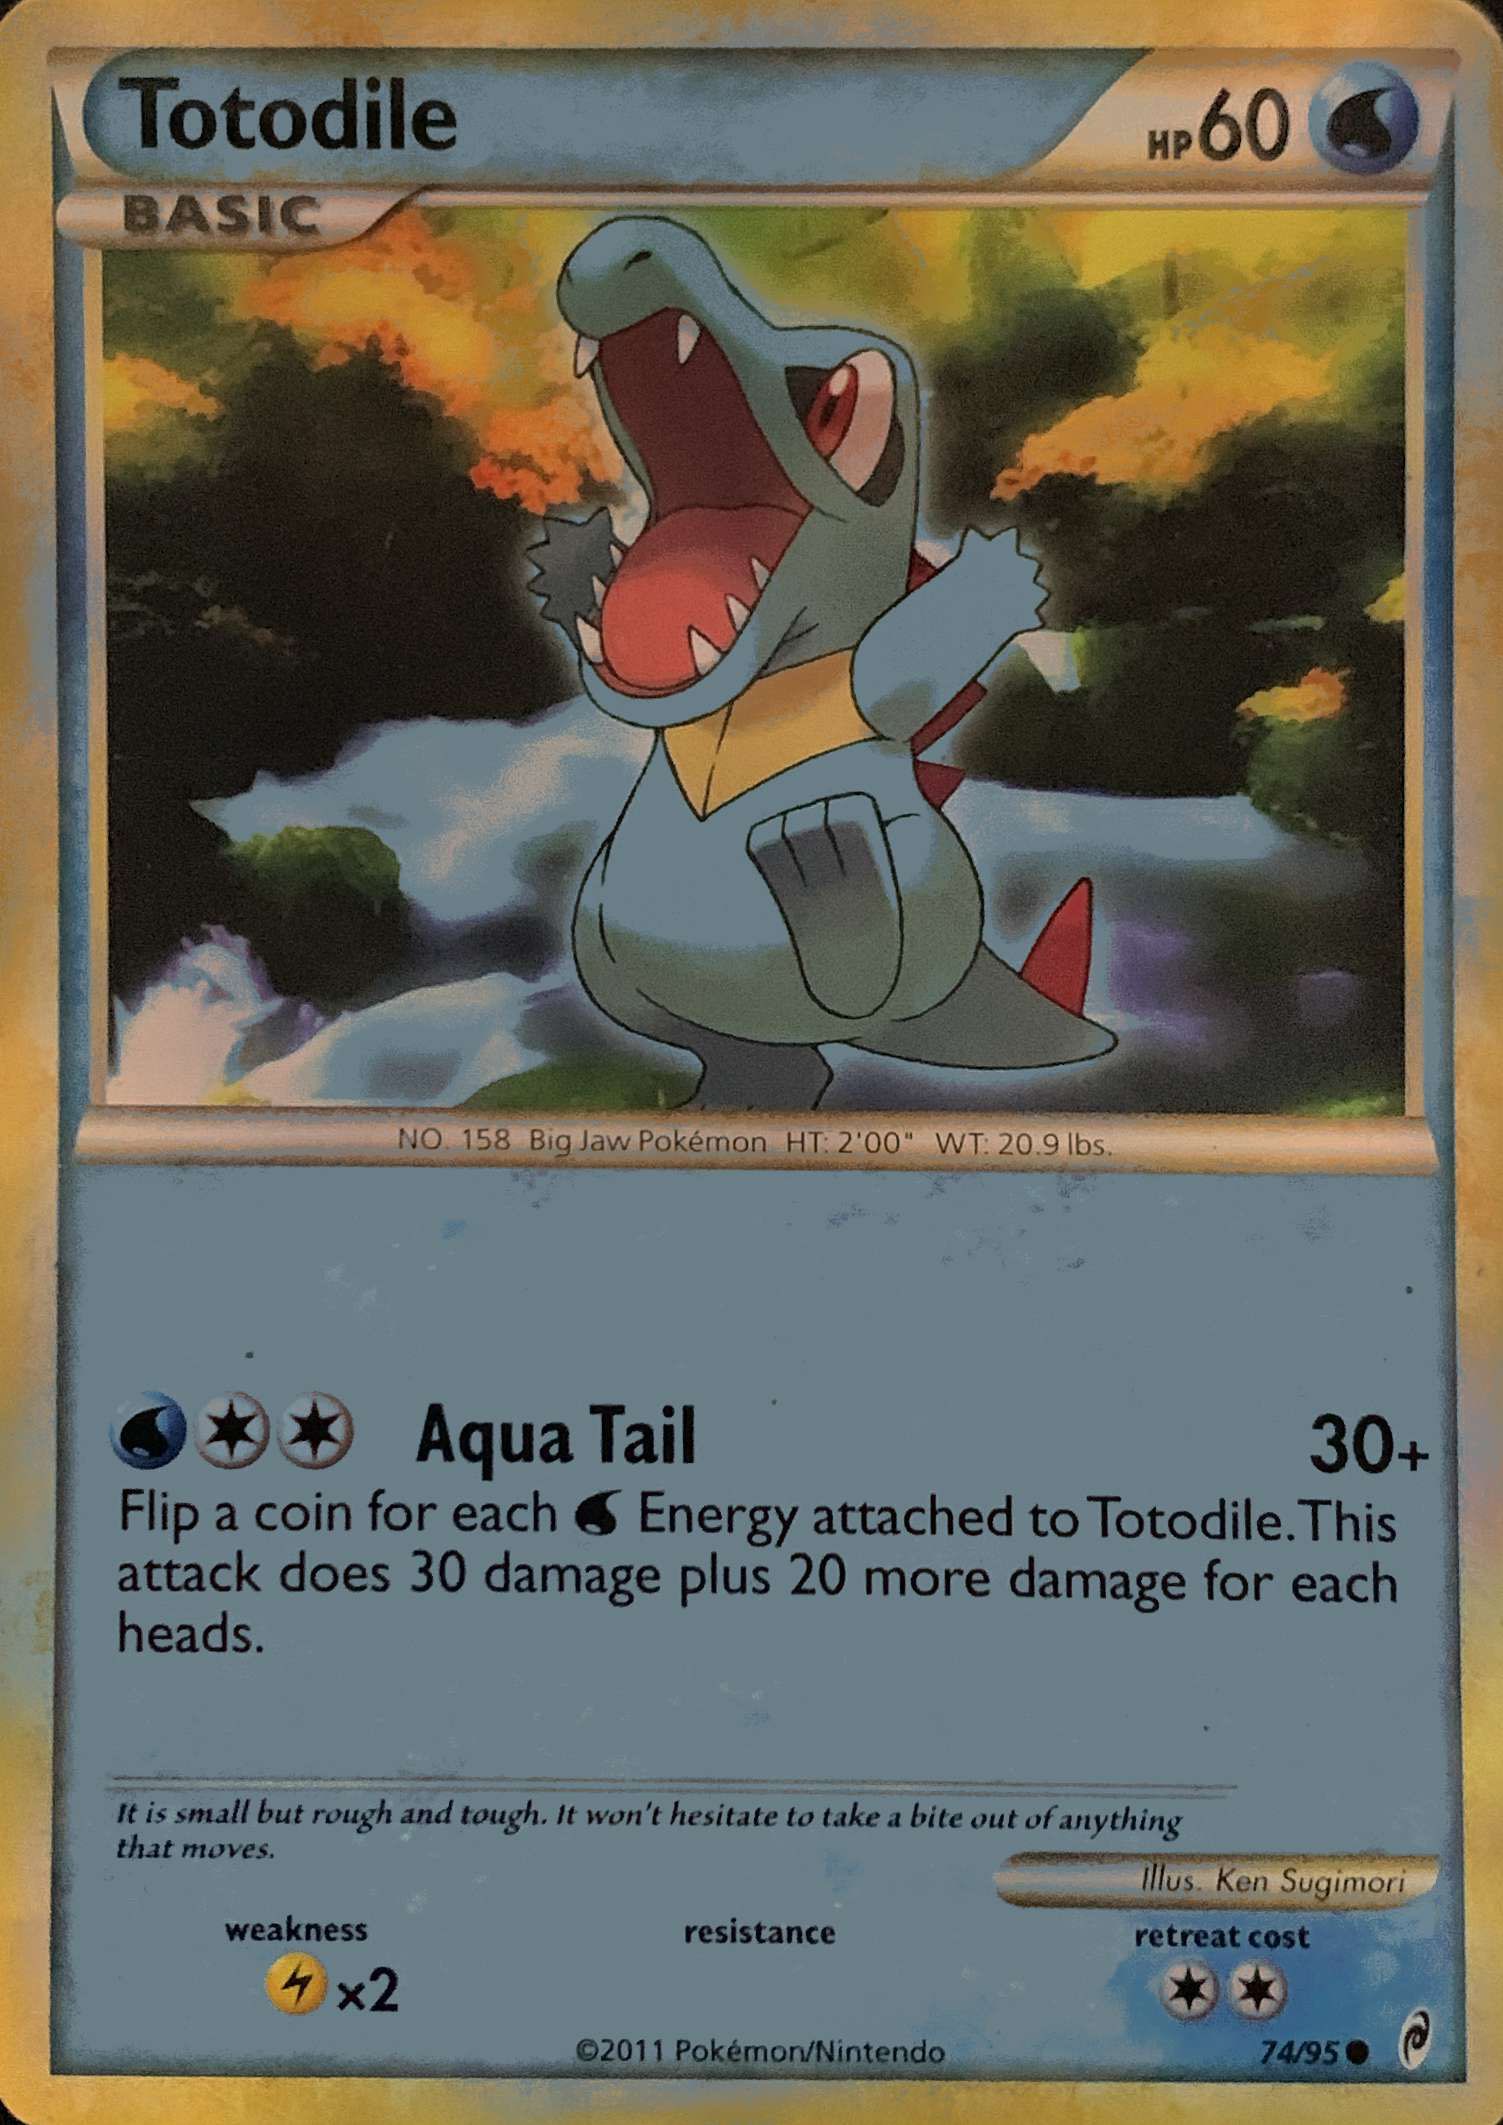 Totodile
HP60
BASIC
NO. 158 Big Jaw Pokémon HT: 2'00" WT: 20.9 lbs.
Aqua Tail 30+
Flip a coin for each Energy attached to Totodile. This
attack does 30 damage plus 20 more damage for each
heads.
It is small but rough and tough. It won't hesitate to take a bite out of anything
that moves.
Illus. Ken Sugimori
weakness resistance retreat cost
x2
©2011 Pokémon/Nintendo 74/95